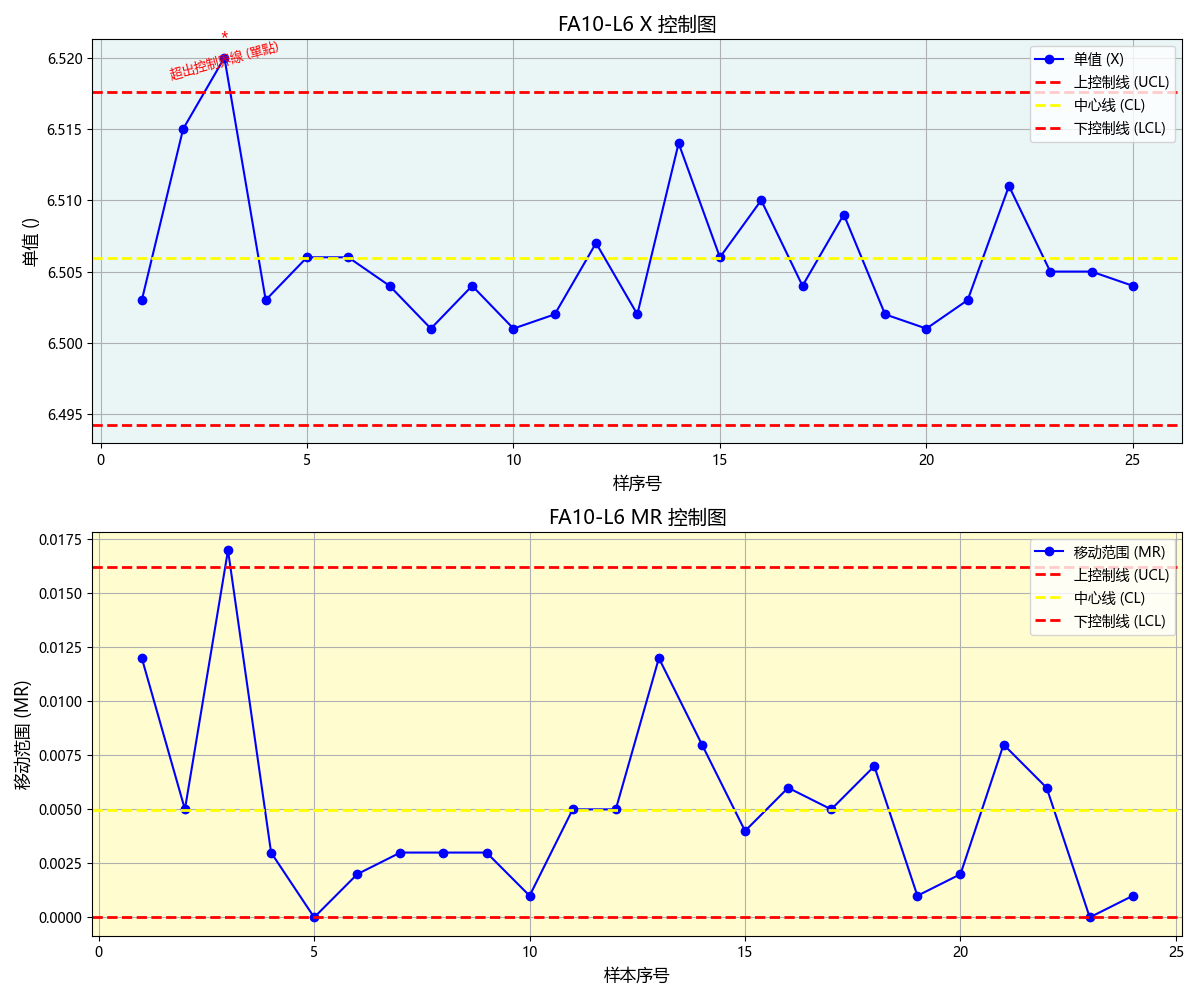 FA10-L6 X 控制图
*
超出控制界線 (單點)
单值 (X)
上控制线 (UCL)
中心线 (CL)
下控制线 (LCL)
6.520
6.515
6.510
6.505
6.500
6.495
单值 ()
0 5 10 15 20 25
样序号
FA10-L6 MR 控制图
移动范围 (MR)
上控制线 (UCL)
中心线 (CL)
下控制线 (LCL)
0.0175
0.0150
0.0125
0.0100
0.0075
0.0050
0.0025
0.0000
移动范围 (MR)
0 5 10 15 20 25
样本序号